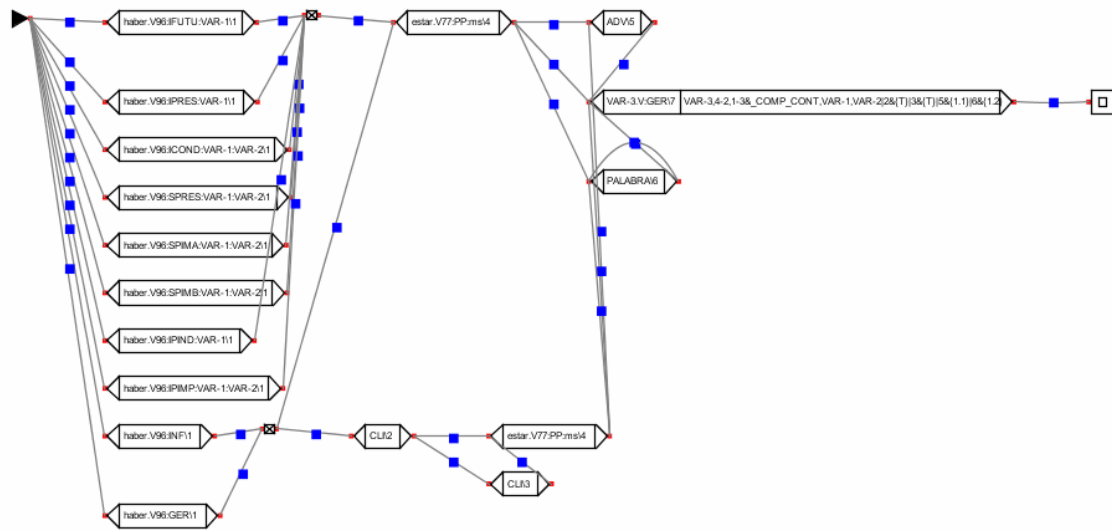 haber.V96:IFUTU:VAR-1\1
estar.V77:PP:ms\4
ADV\5
haber.V96:IPRES:VAR-1\1
VAR-3.V:GER\7 VAR-3,4-2,1-3&_COMP_CONT,VAR-1,VAR-2|2&{T}|3&{T}|5&{1.1}|6&{1.2
haber.V96:ICOND:VAR-1:VAR-2\1
haber.V96:SPRES:VAR-1:VAR-2\1
PALABRA\6
haber.V96:SPIMA:VAR-1:VAR-2\1
haber.V96:SPIMB:VAR-1:VAR-2\1
haber.V96:IPIND:VAR-1\1
haber.V96:IPIMP:VAR-1:VAR-2\1
haber.V96:INF\1
CLI\2
estar.V77:PP:ms\4
CLI\3
haber.V96:GER\1